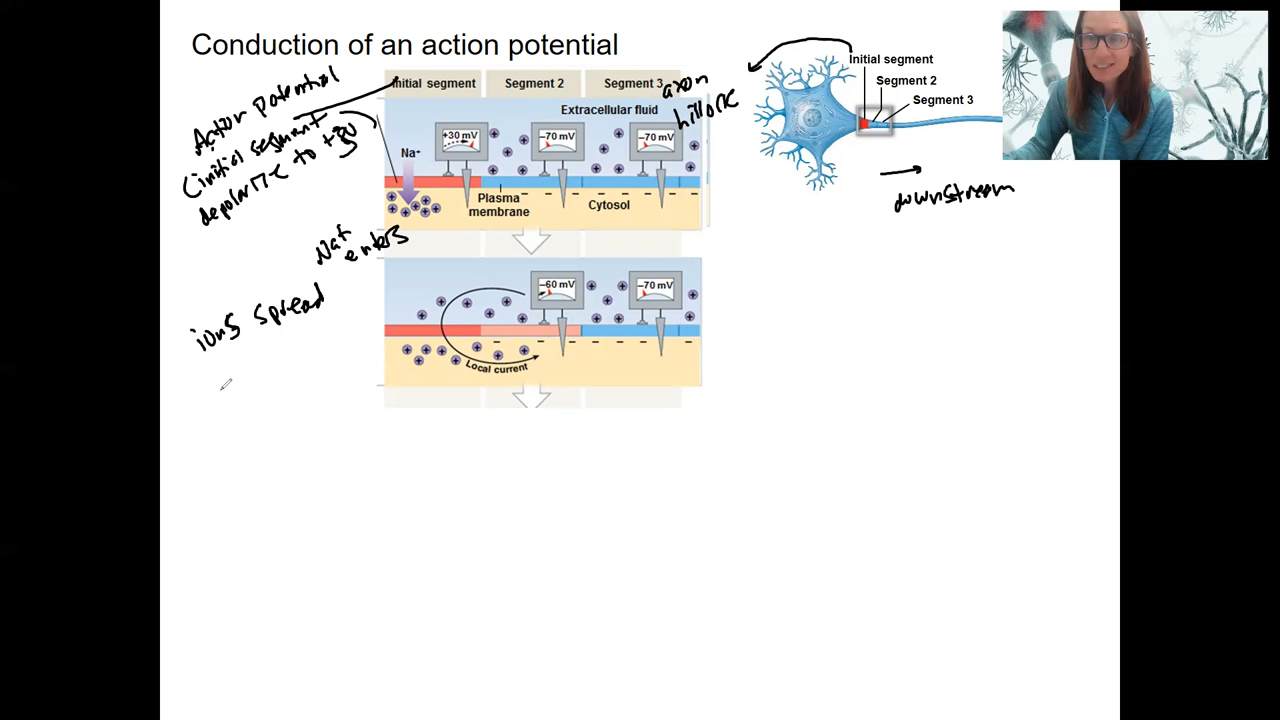 Conduction of an action potential
Initial segment
Segment 2
Segment 3
Extracellular fluid
+30 mV
–70 mV
–70 mV
Na⁺
Plasma
membrane
Cytosol
–60 mV
–70 mV
Local current
Action potential
(initial segment
depolarize to +30
Na+
enters
ions spread
axon
hillock
Initial segment
Segment 2
Segment 3
downstream